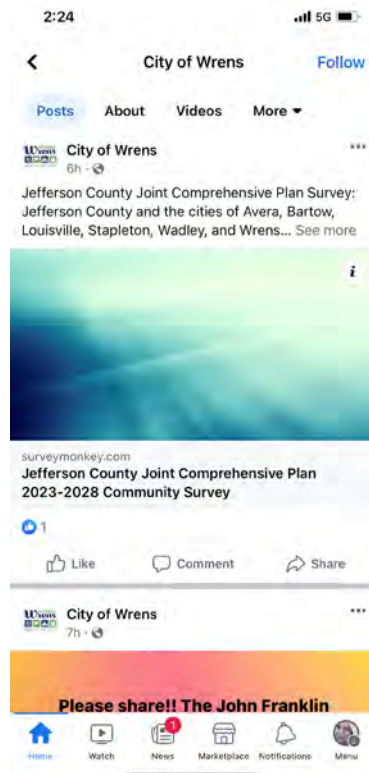 2:24
5G
City of Wrens
Follow
Posts
About
Videos
More
Wrens
City of Wrens
6h
Jefferson County Joint Comprehensive Plan Survey:
Jefferson County and the cities of Avera, Bartow,
Louisville, Stapleton, Wadley, and Wrens... See more
i
surveymonkey.com
Jefferson County Joint Comprehensive Plan
2023-2028 Community Survey
1
Like
Comment
Share
Wrens
City of Wrens
7h
Please share!! The John Franklin
1
Home
Watch
News
Marketplace
Notifications
Menu